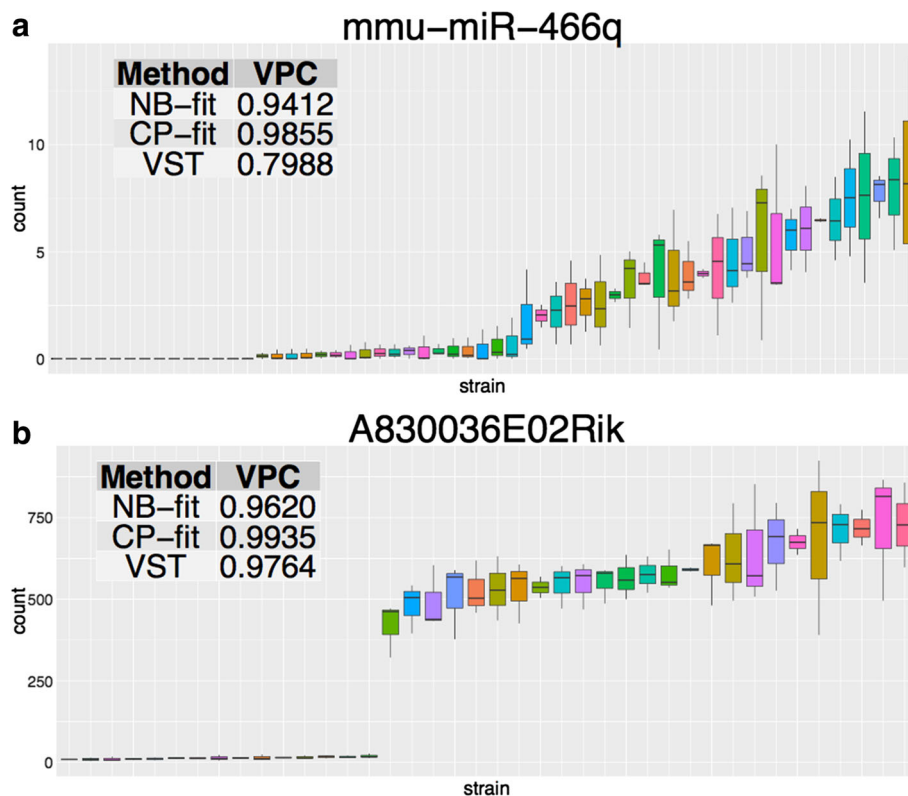 a
mmu-miR-466q
Method VPC
NB-fit 0.9412
CP-fit 0.9855
VST 0.7988
count
10
5
0
strain
b
A830036E02Rik
Method VPC
NB-fit 0.9620
CP-fit 0.9935
VST 0.9764
count
750
500
250
0
strain